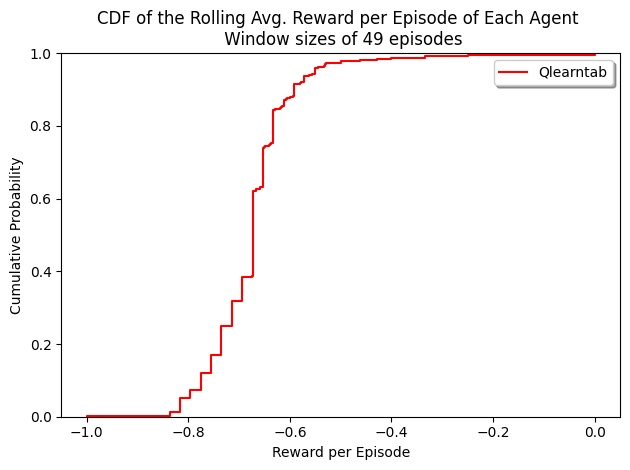 CDF of the Rolling Avg. Reward per Episode of Each Agent
Window sizes of 49 episodes
Qlearntab
1.0
0.8
0.6
0.4
0.2
0.0
Cumulative Probability
−1.0
−0.8
−0.6
−0.4
−0.2
0.0
Reward per Episode